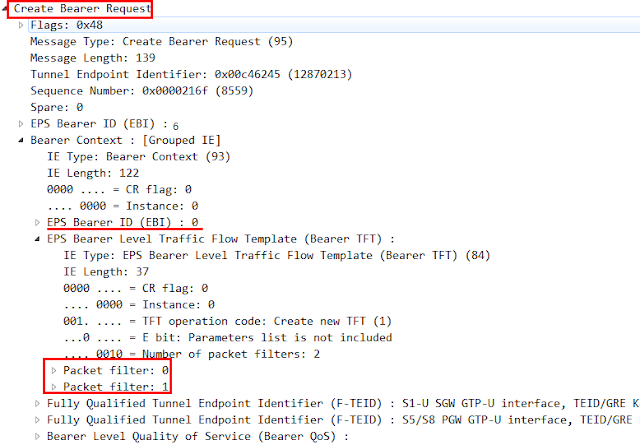 Create Bearer Request
Flags: 0x48
Message Type: Create Bearer Request (95)
Message Length: 139
Tunnel Endpoint Identifier: 0x00c46245 (12870213)
Sequence Number: 0x0000216f (8559)
Spare: 0
EPS Bearer ID (EBI) : 6
Bearer Context : [Grouped IE]
IE Type: Bearer Context (93)
IE Length: 122
0000 .... = CR flag: 0
.... 0000 = Instance: 0
EPS Bearer ID (EBI) : 0
EPS Bearer Level Traffic Flow Template (Bearer TFT) :
IE Type: EPS Bearer Level Traffic Flow Template (Bearer TFT) (84)
IE Length: 37
0000 .... = CR flag: 0
.... 0000 = Instance: 0
001. .... = TFT operation code: Create new TFT (1)
...0 .... = E bit: Parameters list is not included
.... 0010 = Number of packet filters: 2
Packet filter: 0
Packet filter: 1
Fully Qualified Tunnel Endpoint Identifier (F-TEID) : S1-U SGW GTP-U interface, TEID/GRE K
Fully Qualified Tunnel Endpoint Identifier (F-TEID) : S5/S8 PGW GTP-U interface, TEID/GRE
Bearer Level Quality of Service (Bearer QoS) :